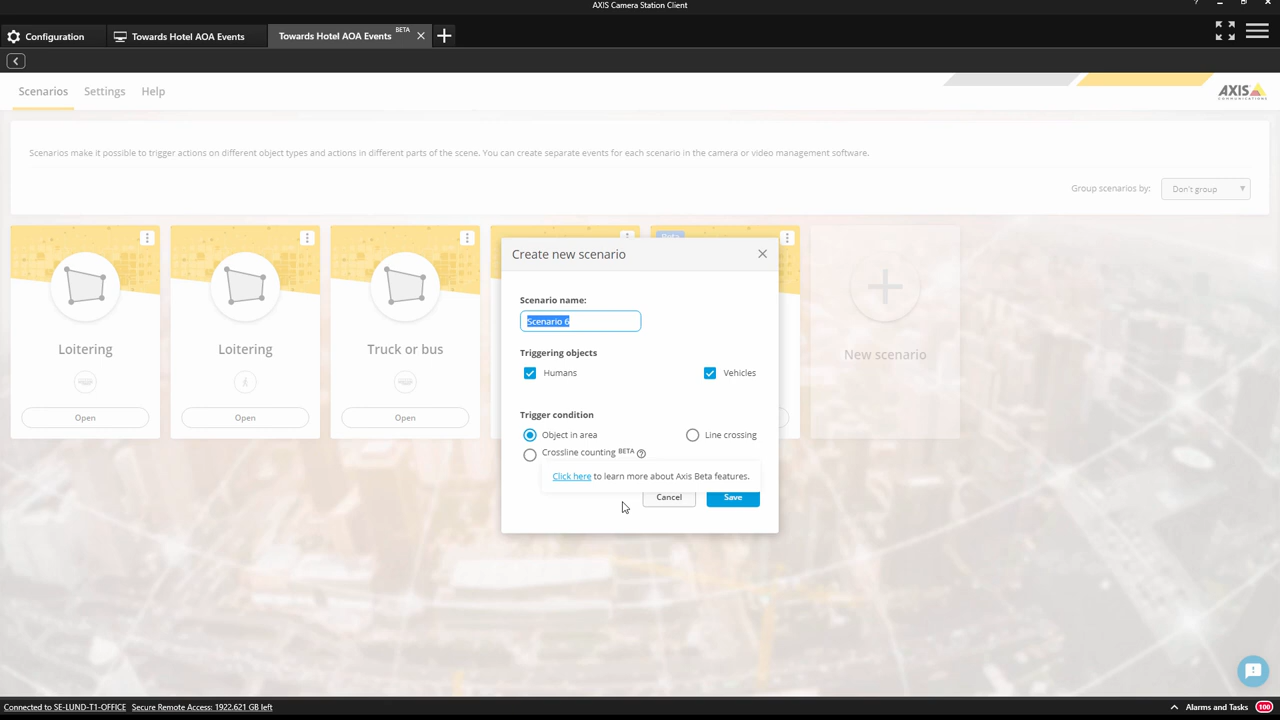 AXIS Camera Station Client
Configuration
Towards Hotel AOA Events
Towards Hotel AOA Events BETA
Scenarios
Settings
Help
AXIS
COMMUNICATIONS
Scenarios make it possible to trigger actions on different object types and actions in different parts of the scene. You can create separate events for each scenario in the camera or video management software.
Group scenarios by:
Don't group
Loitering
Open
Loitering
Open
Truck or bus
Open
New scenario
Create new scenario
Scenario name:
Scenario 6
Triggering objects
Humans
Vehicles
Trigger condition
Object in area
Line crossing
Crossline counting BETA
Click here to learn more about Axis Beta features.
Cancel
Save
Connected to SE-LUND-T1-OFFICE
Secure Remote Access: 1922,621 GB left
Alarms and Tasks
100